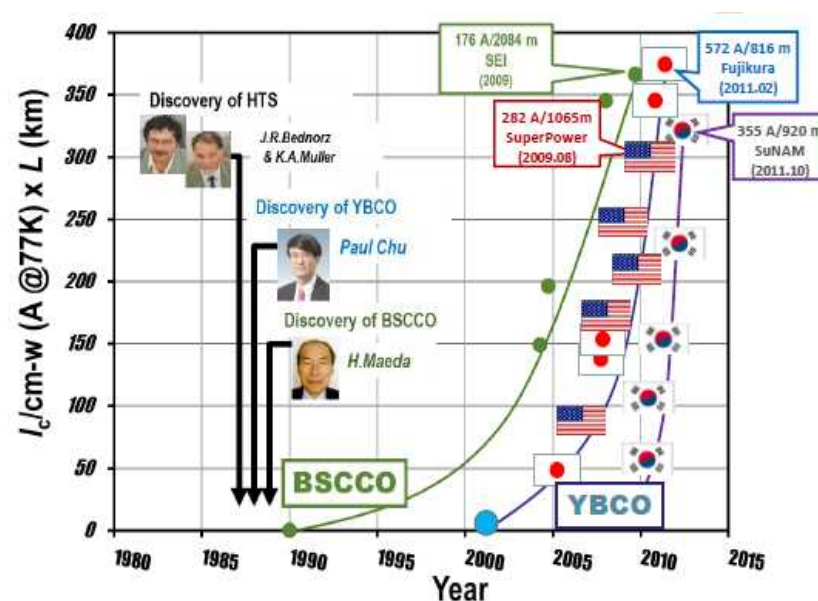 176 A/2084 m
SEI
(2009)
572 A/816 m
Fujikura
(2011.02)
282 A/1065m
SuperPower
(2009.08)
355 A/920 m
SuNAM
(2011.10)
Discovery of HTS
J.R.Bednorz
& K.A.Muller
Discovery of YBCO
Paul Chu
Discovery of BSCCO
H.Maeda
BSCCO
YBCO
Ic/cm-w (A @77K) x L (km)
400
350
300
250
200
150
100
50
0
1980
1985
1990
1995
2000
2005
2010
2015
Year